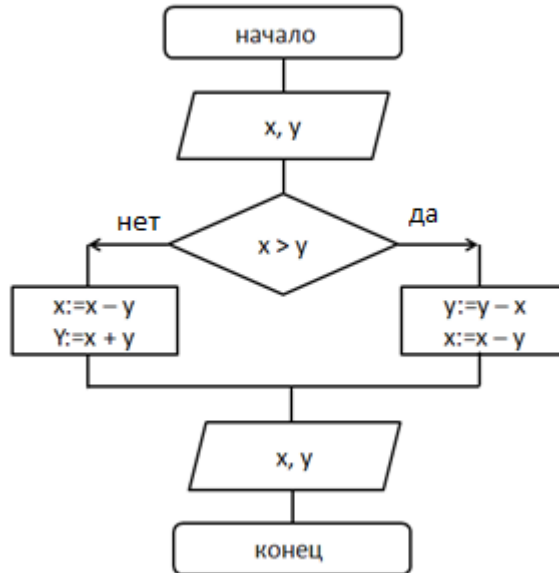 начало
x, y
x > y
нет
да
x:=x – y
Y:=x + y
y:=y – x
x:=x – y
x, y
конец